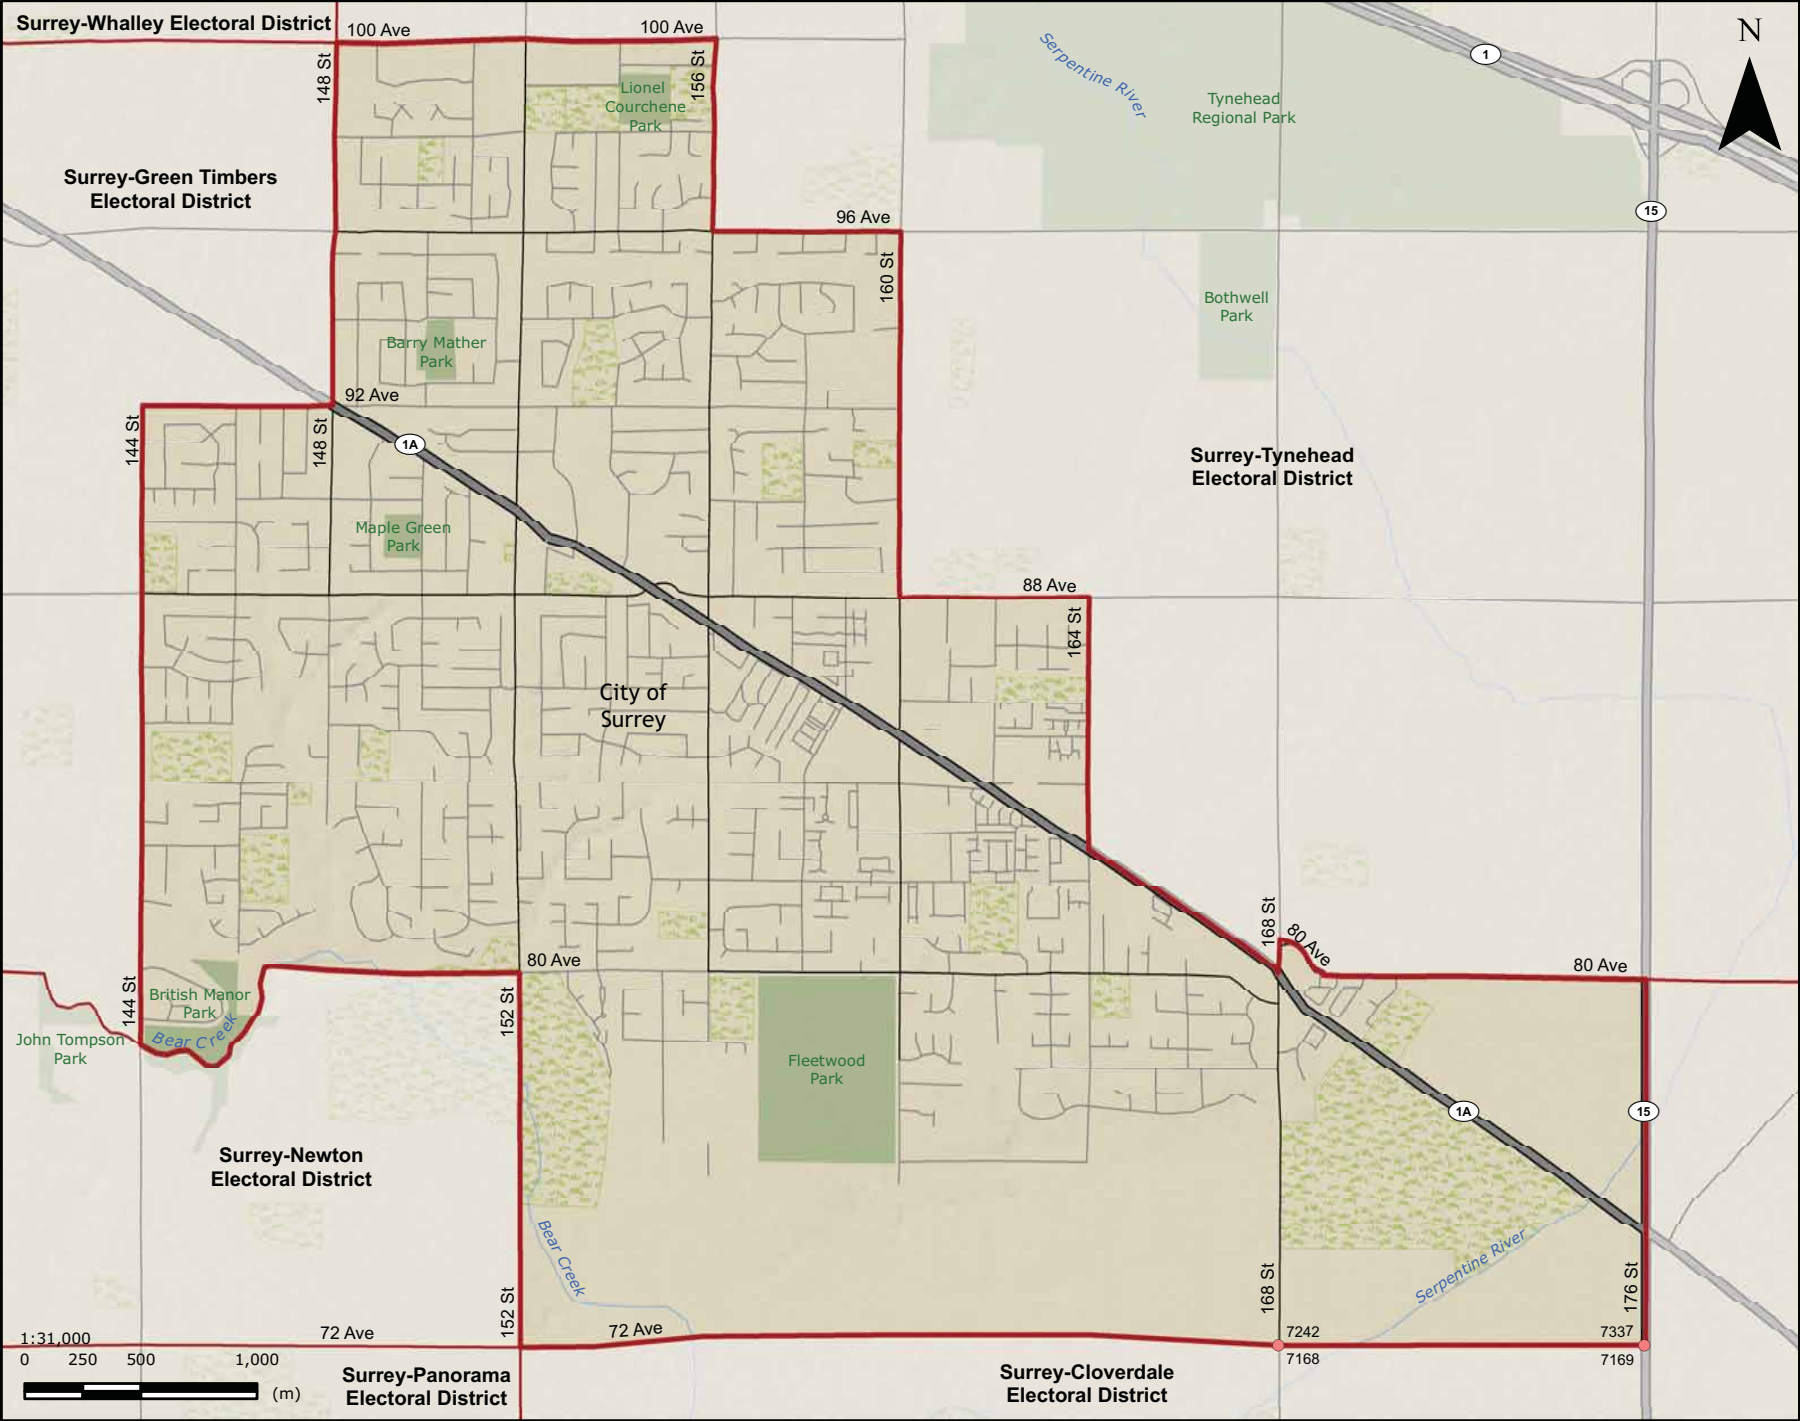 Surrey-Whalley Electoral District
100 Ave
100 Ave
148 St
156 St
Lionel
Courchene
Park
Serpentine River
Tynehead
Regional Park
1
N
Surrey-Green Timbers
Electoral District
15
96 Ave
160 St
Bothwell
Park
Barry Mather
Park
92 Ave
144 St
148 St
1A
Surrey-Tynehead
Electoral District
Maple Green
Park
88 Ave
164 St
City of
Surrey
168 St
80 Ave
80 Ave
80 Ave
144 St
British Manor
Park
Bear Creek
152 St
John Tompson
Park
Fleetwood
Park
1A
15
Surrey-Newton
Electoral District
Bear Creek
Serpentine River
152 St
168 St
176 St
72 Ave
72 Ave
7242
7337
7168
7169
1:31,000
0 250 500 1,000
(m)
Surrey-Panorama
Electoral District
Surrey-Cloverdale
Electoral District